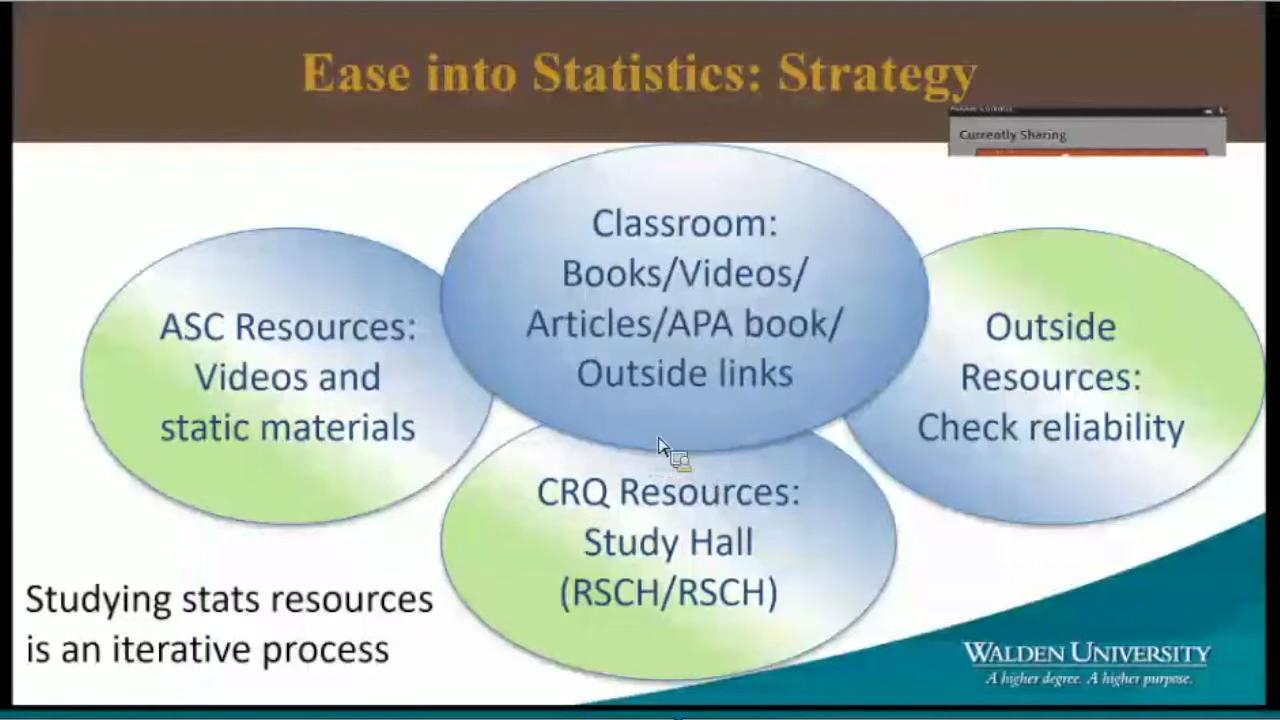 Ease into Statistics: Strategy
Currently Sharing
Classroom:
Books/Videos/
Articles/APA book/
Outside links
ASC Resources:
Videos and
static materials
Outside
Resources:
Check reliability
CRQ Resources:
Study Hall
(RSCH/RSCH)
Studying stats resources
is an iterative process
WALDEN UNIVERSITY
A higher degree. A higher purpose.